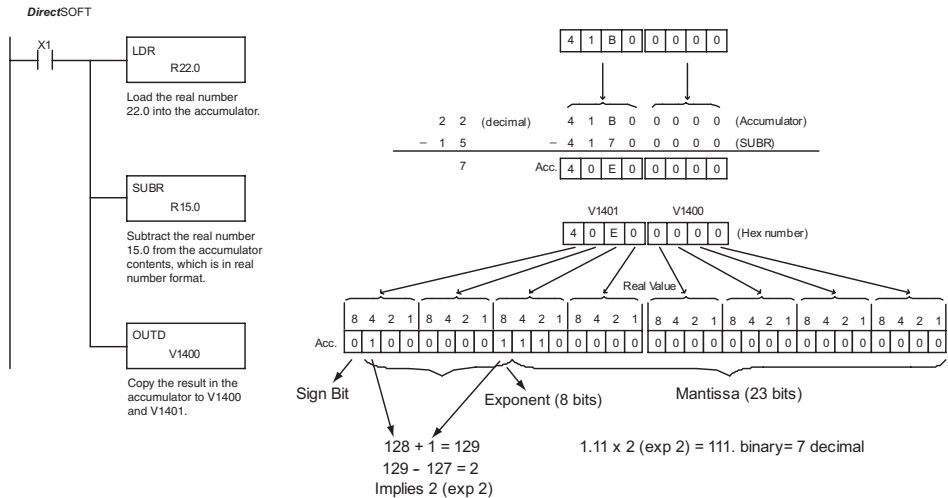 DirectSOFT
X1
LDR
R22.0
Load the real number
22.0 into the accumulator.
SUBR
R15.0
Subtract the real number
15.0 from the accumulator
contents, which is in real
number format.
OUTD
V1400
Copy the result in the
accumulator to V1400
and V1401.
4 1 B 0 0 0 0 0
2 2 (decimal) 4 1 B 0 0 0 0 0 (Accumulator)
– 1 5 – 4 1 7 0 0 0 0 0 (SUBR)
7 Acc. 4 0 E 0 0 0 0 0
V1401 V1400
4 0 E 0 0 0 0 0 (Hex number)
Real Value
8 4 2 1 8 4 2 1 8 4 2 1 8 4 2 1 8 4 2 1 8 4 2 1 8 4 2 1 8 4 2 1
Acc. 0 1 0 0 0 0 0 0 1 1 1 0 0 0 0 0 0 0 0 0 0 0 0 0 0 0 0 0 0 0 0 0
Sign Bit Exponent (8 bits) Mantissa (23 bits)
128 + 1 = 129 1.11 x 2 (exp 2) = 111. binary= 7 decimal
129 – 127 = 2
Implies 2 (exp 2)